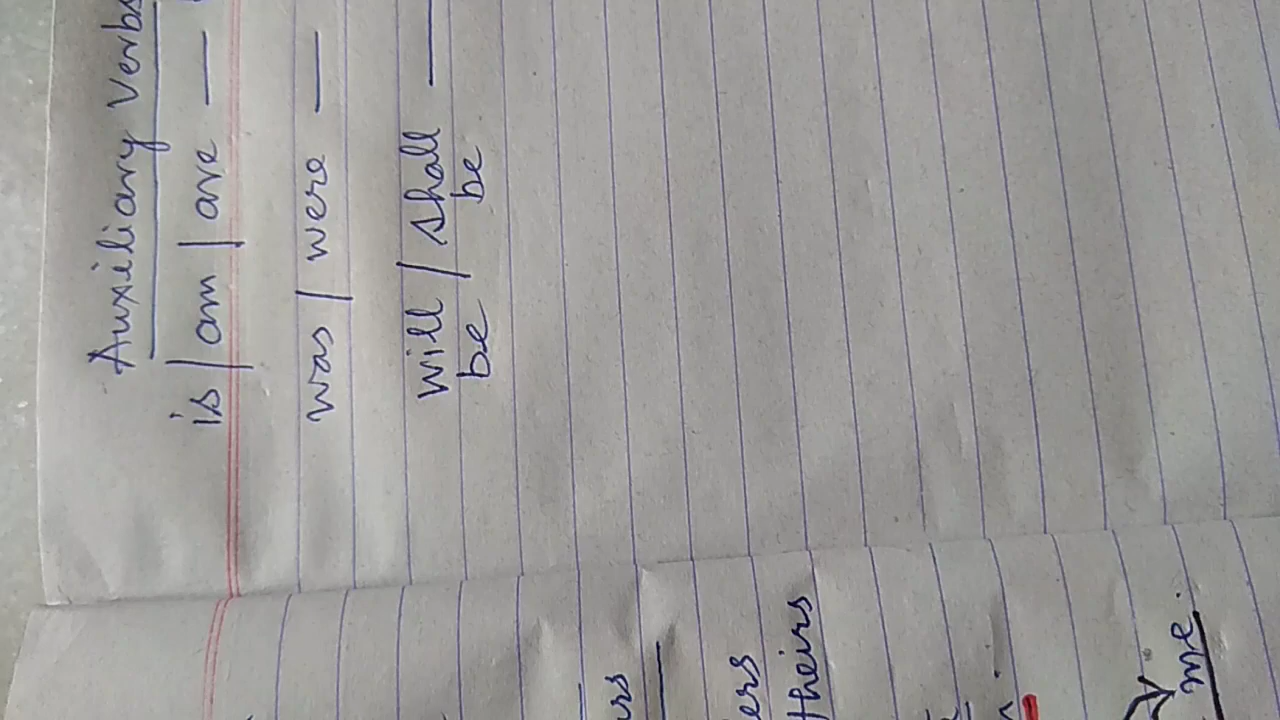 Auxiliary Verbs
is / am / are —
was / were —
will / shall —
be be
theirs
me.